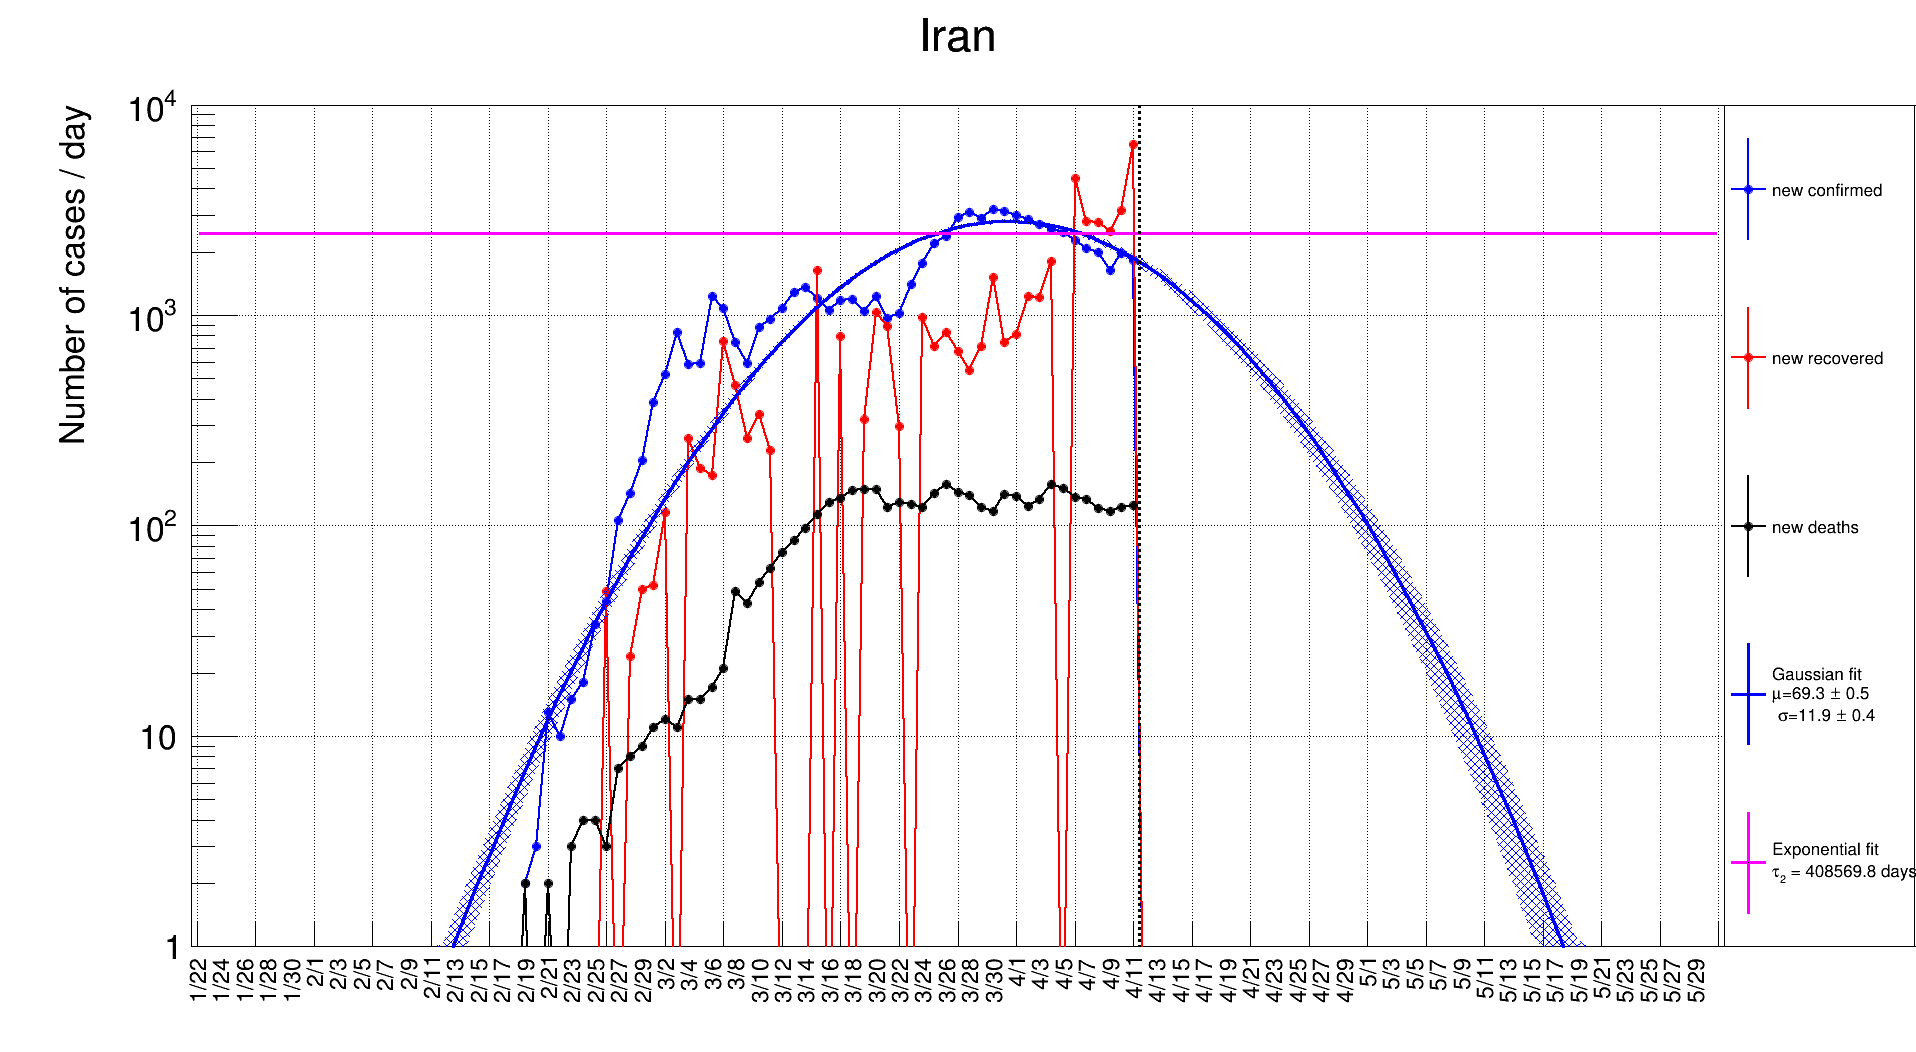 Iran
Number of cases / day
10⁴
10³
10²
10
1
1/22 1/24 1/26 1/28 1/30 2/1 2/3 2/5 2/7 2/9 2/11 2/13 2/15 2/17 2/19 2/21 2/23 2/25 2/27 2/29 3/2 3/4 3/6 3/8 3/10 3/12 3/14 3/16 3/18 3/20 3/22 3/24 3/26 3/28 3/30 4/1 4/3 4/5 4/9 4/11 4/13 4/15 4/17 4/19 4/21 4/23 4/25 4/27 4/29 5/1 5/3 5/5 5/7 5/9 5/11 5/13 5/15 5/17 5/19 5/21 5/23 5/25 5/27 5/29
new confirmed
new recovered
new deaths
Gaussian fit
μ=69.3 ± 0.5
σ=11.9 ± 0.4
Exponential fit
τ₂ = 408569.8 days